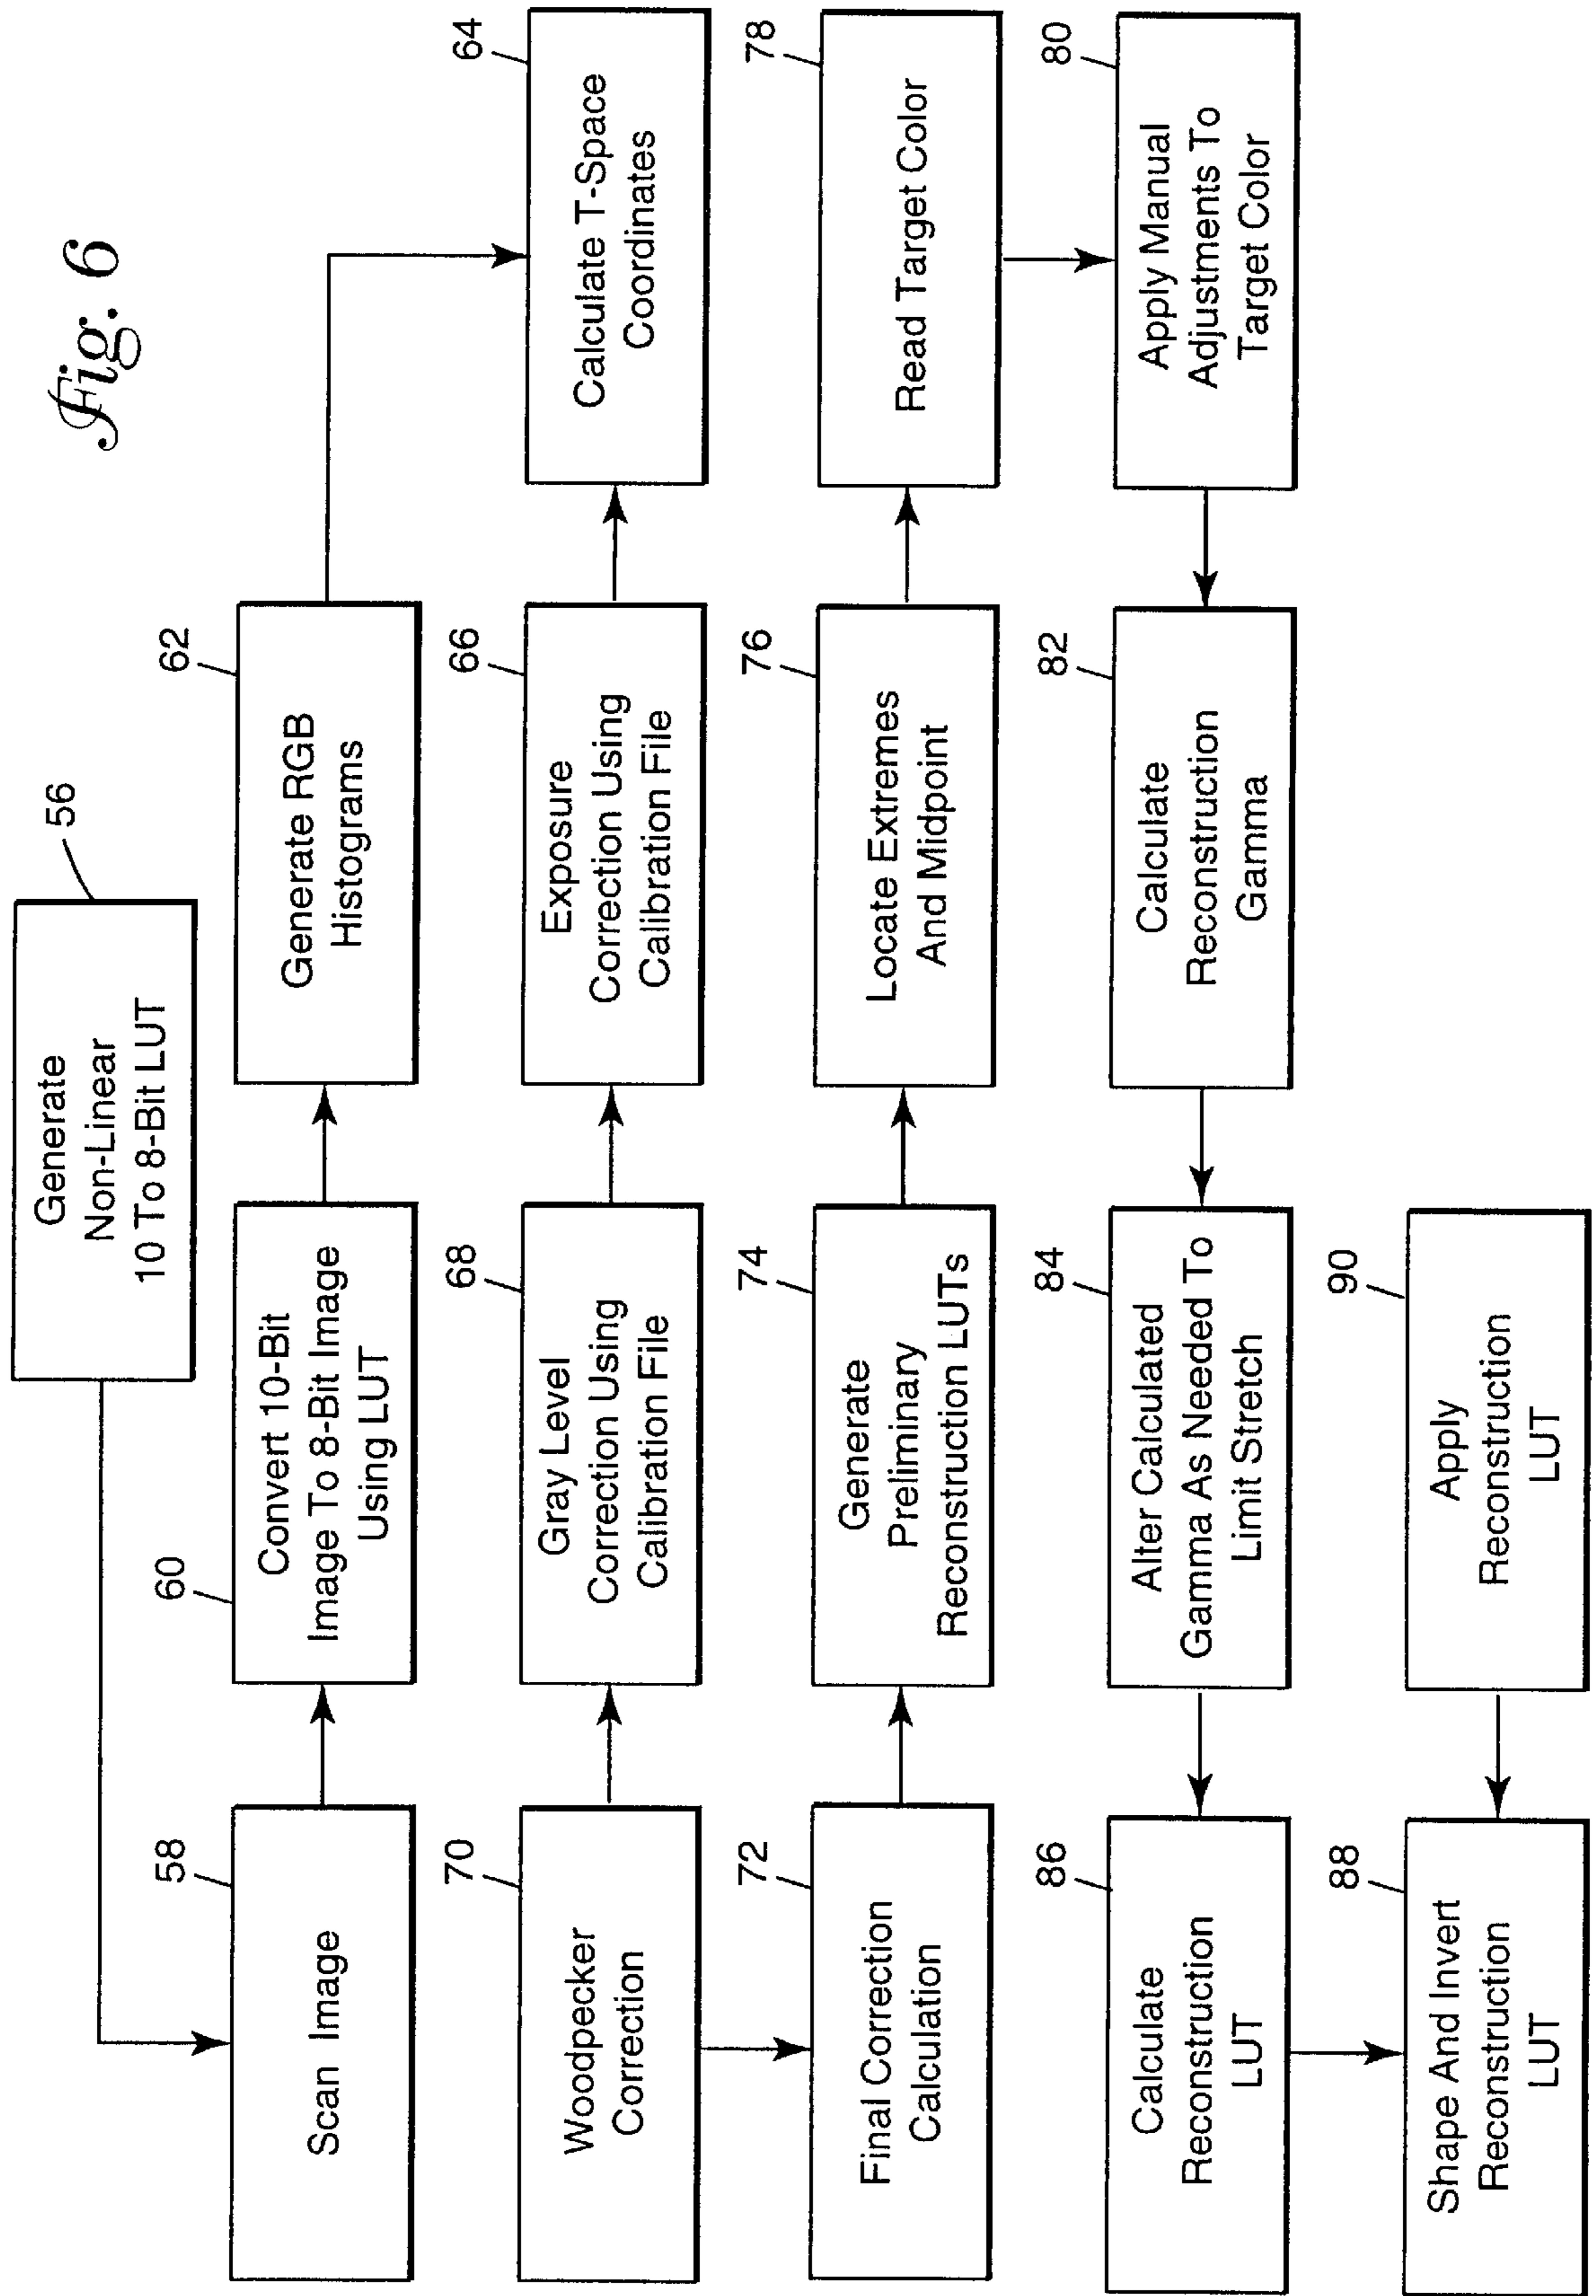 Fig. 6
Generate
Non-Linear
10 To 8-Bit LUT
56
Scan Image
58
Convert 10-Bit
Image To 8-Bit Image
Using LUT
60
Generate RGB
Histograms
62
Calculate T-Space
Coordinates
64
Exposure
Correction Using
Calibration File
66
Gray Level
Correction Using
Calibration File
68
Woodpecker
Correction
70
Final Correction
Calculation
72
Generate
Preliminary
Reconstruction LUTs
74
Locate Extremes
And Midpoint
76
Read Target Color
78
Apply Manual
Adjustments To
Target Color
80
Calculate
Reconstruction
Gamma
82
Alter Calculated
Gamma As Needed To
Limit Stretch
84
Calculate
Reconstruction
LUT
86
Shape And Invert
Reconstruction
LUT
88
Apply
Reconstruction
LUT
90